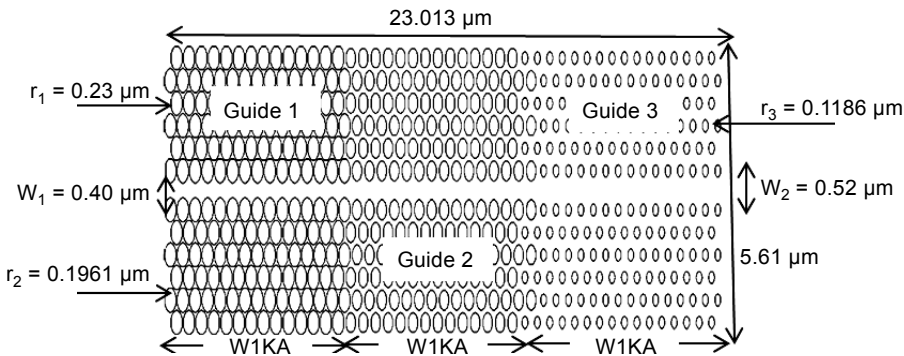 23.013 µm
r1 = 0.23 µm
Guide 1
Guide 3
r3 = 0.1186 µm
W1 = 0.40 µm
W2 = 0.52 µm
Guide 2
5.61 µm
r2 = 0.1961 µm
W1KA
W1KA
W1KA